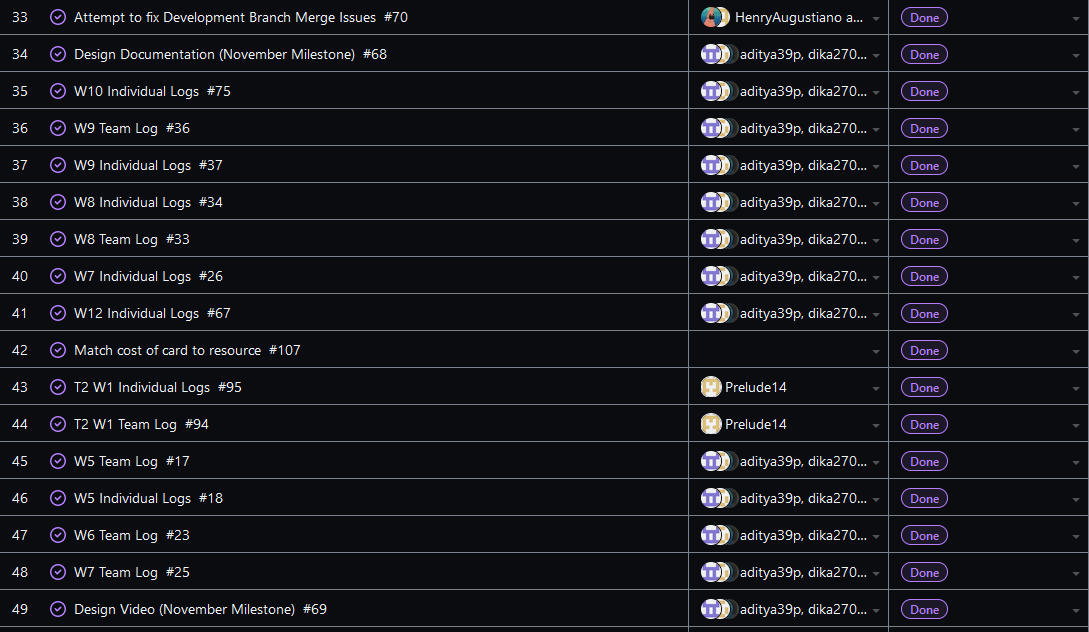 33 Attempt to fix Development Branch Merge Issues #70 HenryAugustiano a... Done
34 Design Documentation (November Milestone) #68 aditya39p, dika270... Done
35 W10 Individual Logs #75 aditya39p, dika270... Done
36 W9 Team Log #36 aditya39p, dika270... Done
37 W9 Individual Logs #37 aditya39p, dika270... Done
38 W8 Individual Logs #34 aditya39p, dika270... Done
39 W8 Team Log #33 aditya39p, dika270... Done
40 W7 Individual Logs #26 aditya39p, dika270... Done
41 W12 Individual Logs #67 aditya39p, dika270... Done
42 Match cost of card to resource #107 Done
43 T2 W1 Individual Logs #95 Prelude14 Done
44 T2 W1 Team Log #94 Prelude14 Done
45 W5 Team Log #17 aditya39p, dika270... Done
46 W5 Individual Logs #18 aditya39p, dika270... Done
47 W6 Team Log #23 aditya39p, dika270... Done
48 W7 Team Log #25 aditya39p, dika270... Done
49 Design Video (November Milestone) #69 aditya39p, dika270... Done